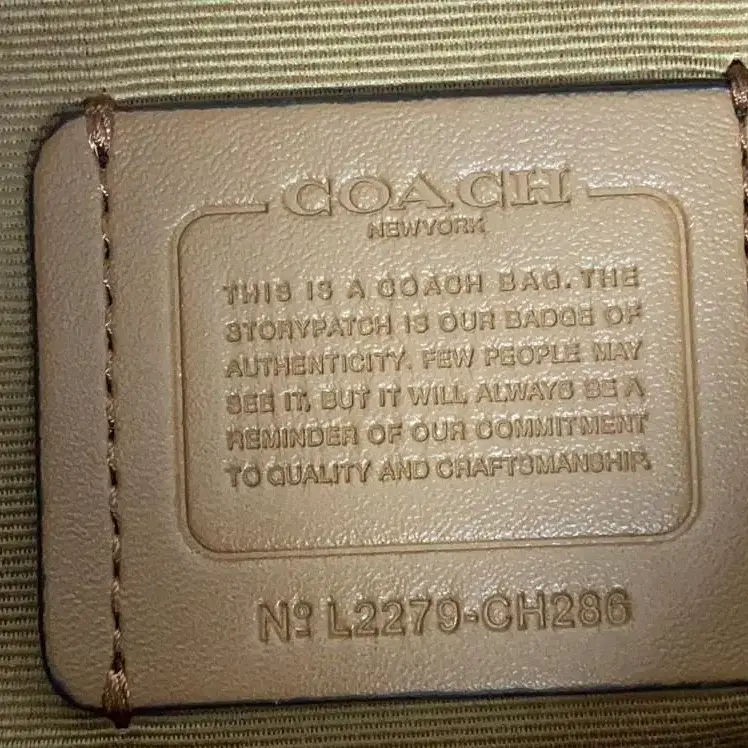 COACH
NEW YORK
THIS IS A COACH BAG. THE
STORYPATCH IS OUR BADGE OF
AUTHENTICITY. FEW PEOPLE MAY
SEE IT, BUT IT WILL ALWAYS BE A
REMINDER OF OUR COMMITMENT
TO QUALITY AND CRAFTSMANSHIP.
Nº L2279-CH286